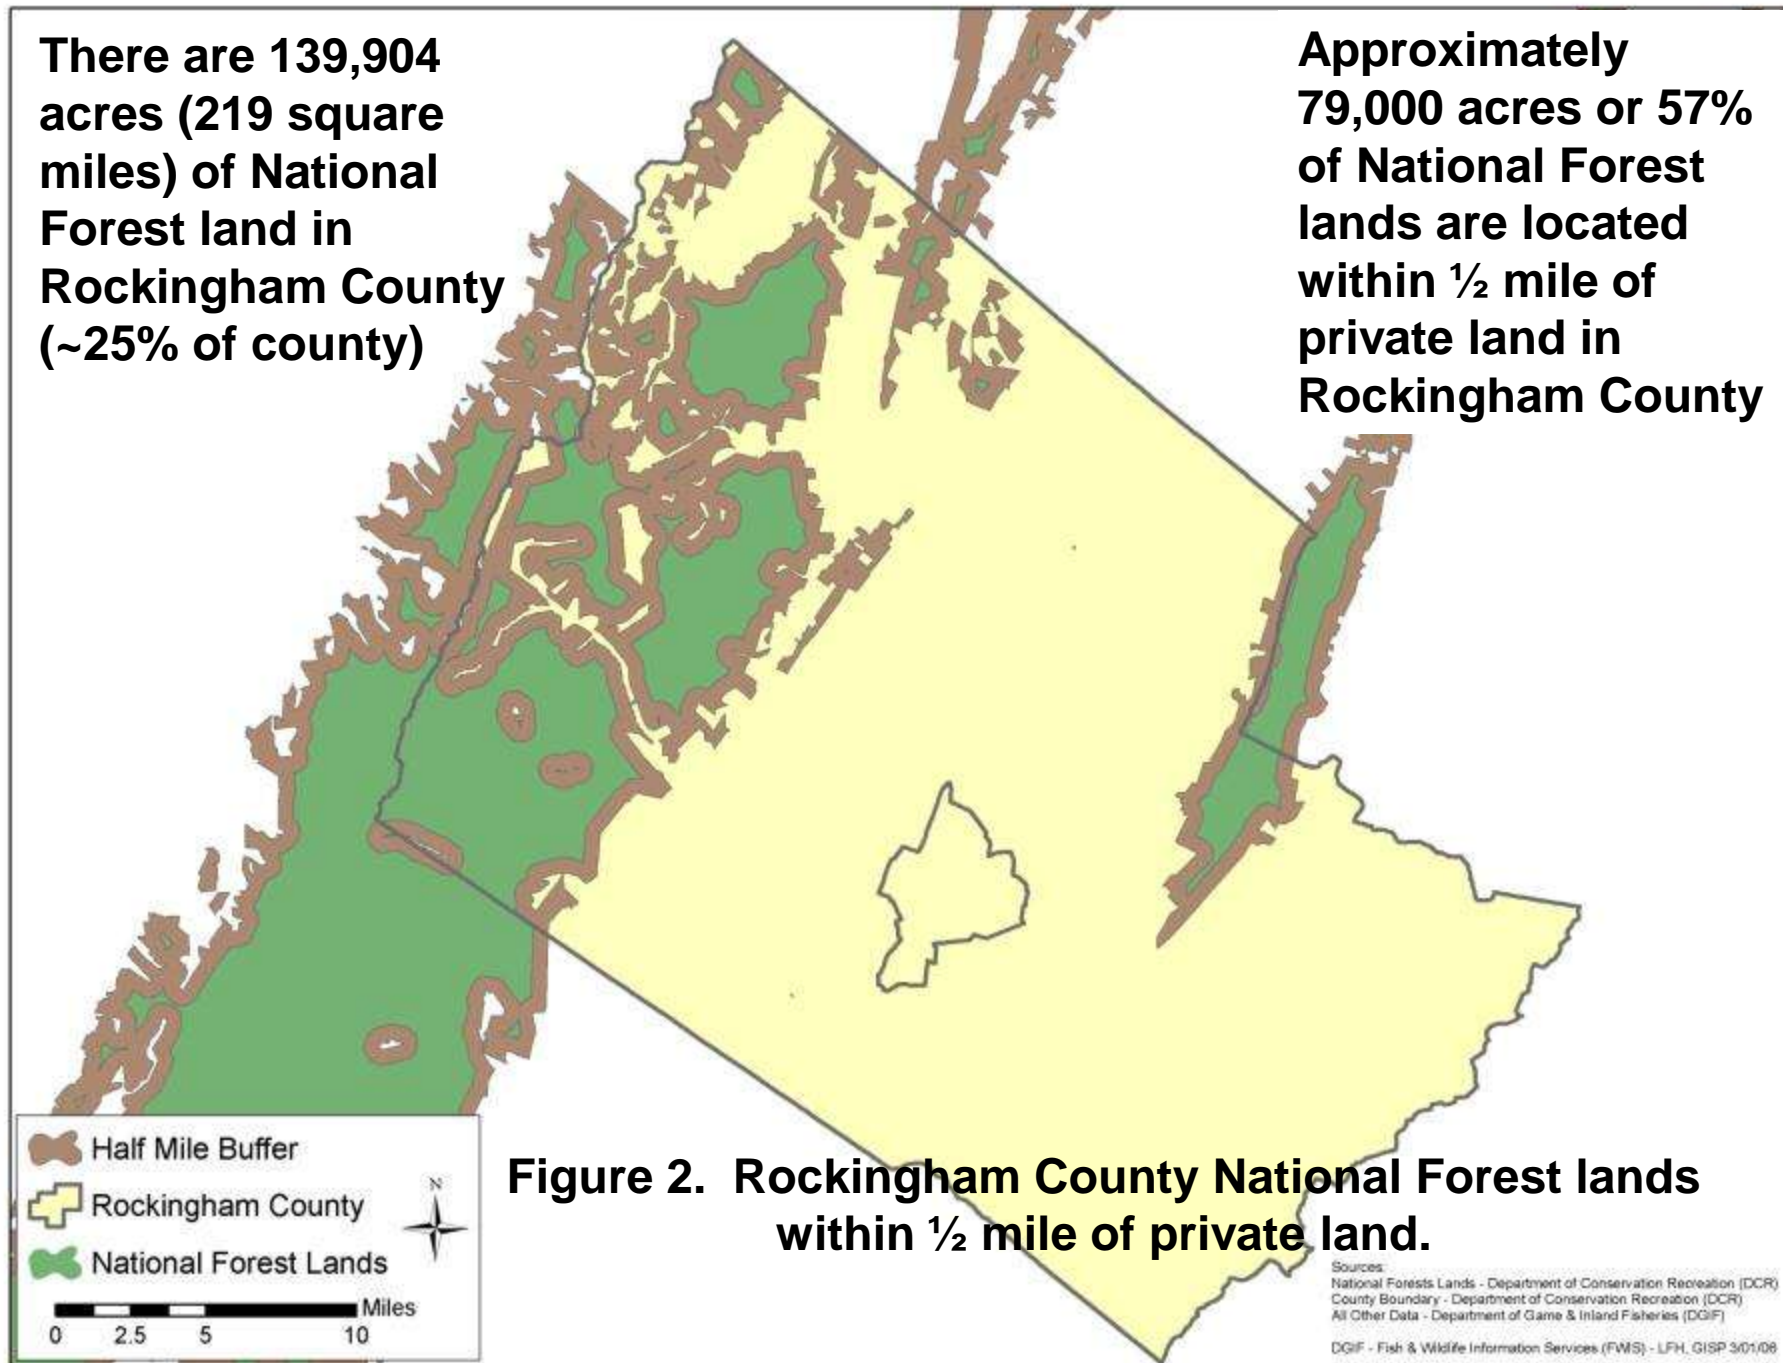 There are 139,904
acres (219 square
miles) of National
Forest land in
Rockingham County
(~25% of county)
Approximately
79,000 acres or 57%
of National Forest
lands are located
within ½ mile of
private land in
Rockingham County
Half Mile Buffer
Rockingham County
National Forest Lands
N
Miles
0 2.5 5 10
Figure 2. Rockingham County National Forest lands
within ½ mile of private land.
Sources:
National Forests Lands - Department of Conservation Recreation (DCR)
County Boundary - Department of Conservation Recreation (DCR)
All Other Data - Department of Game & Inland Fisheries (DGIF)
DGIF - Fish & Wildlife Information Services (FWIS) - LFH, GISP 3/01/08